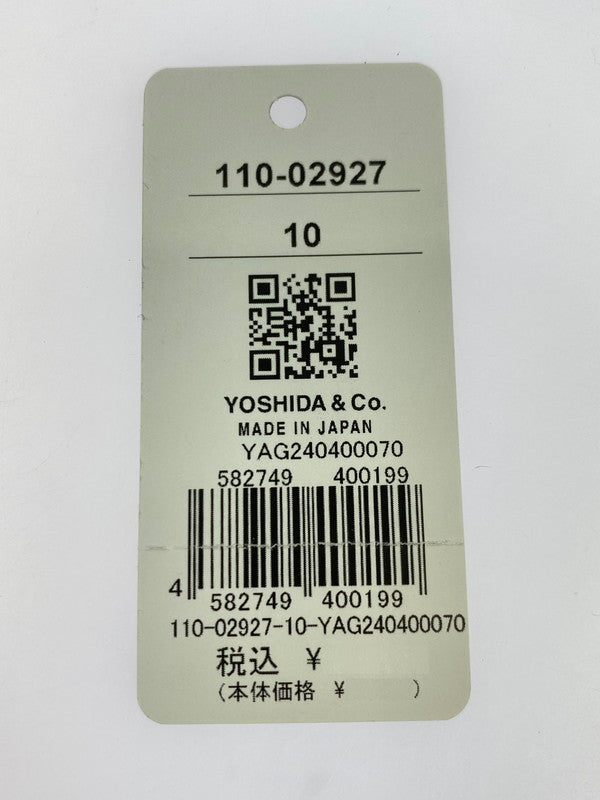 110-02927
10
YOSHIDA & Co.
MADE IN JAPAN
YAG240400070
582749 400199
4 582749 400199
110-02927-10-YAG240400070
税込 ¥
(本体価格 ¥ )